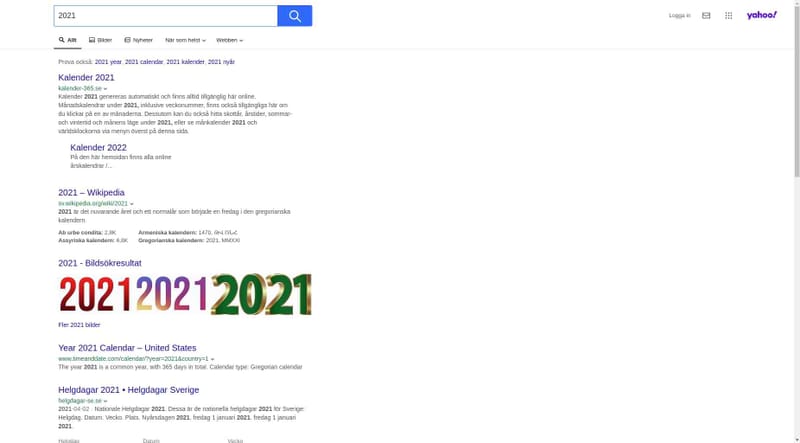 2021
Logga in
yahoo!
Allt
Bilder
Nyheter
När som helst
Webben
Prova också: 2021 year, 2021 calendar, 2021 kalender, 2021 nyår
Kalender 2021
kalender-365.se
Kalender 2021 genereras automatiskt och finns alltid tillgänglig här online.
Månadskalendrar under 2021, inklusive veckonummer, finns också tillgängliga här om
du klickar på en av månaderna. Dessutom kan du också hitta skottår, årstider, sommar-
och vintertid och månens läge under 2021, eller se månkalender 2021 och
världsklockorna via menyn överst på denna sida.
Kalender 2022
På den här hemsidan finns alla online
årskalendrar /...
2021 – Wikipedia
sv.wikipedia.org/wiki/2021
2021 är det nuvarande året och ett normalår som började en fredag i den gregorianska
kalendern.
Ab urbe condita: 2,8K
Armeniska kalendern: 1470,
Assyriska kalendern: 6,8K
Gregorianska kalendern: 2021, MMXXI
2021 - Bildsökresultat
2021 2021 2021
Fler 2021 bilder
Year 2021 Calendar – United States
www.timeanddate.com/calendar/?year=2021&country=1
The year 2021 is a common year, with 365 days in total. Calendar type: Gregorian calendar
Helgdagar 2021 • Helgdagar Sverige
helgdagar-se.se
2021-04-02 · Nationale Helgdagar 2021. Dessa är de nationella helgdagar 2021 för Sverige:
Helgdag. Datum. Vecko. Plats. Nyårsdagen 2021. fredag 1 januari 2021. fredag 1 januari
2021.
Helgdag
Datum
Vecko